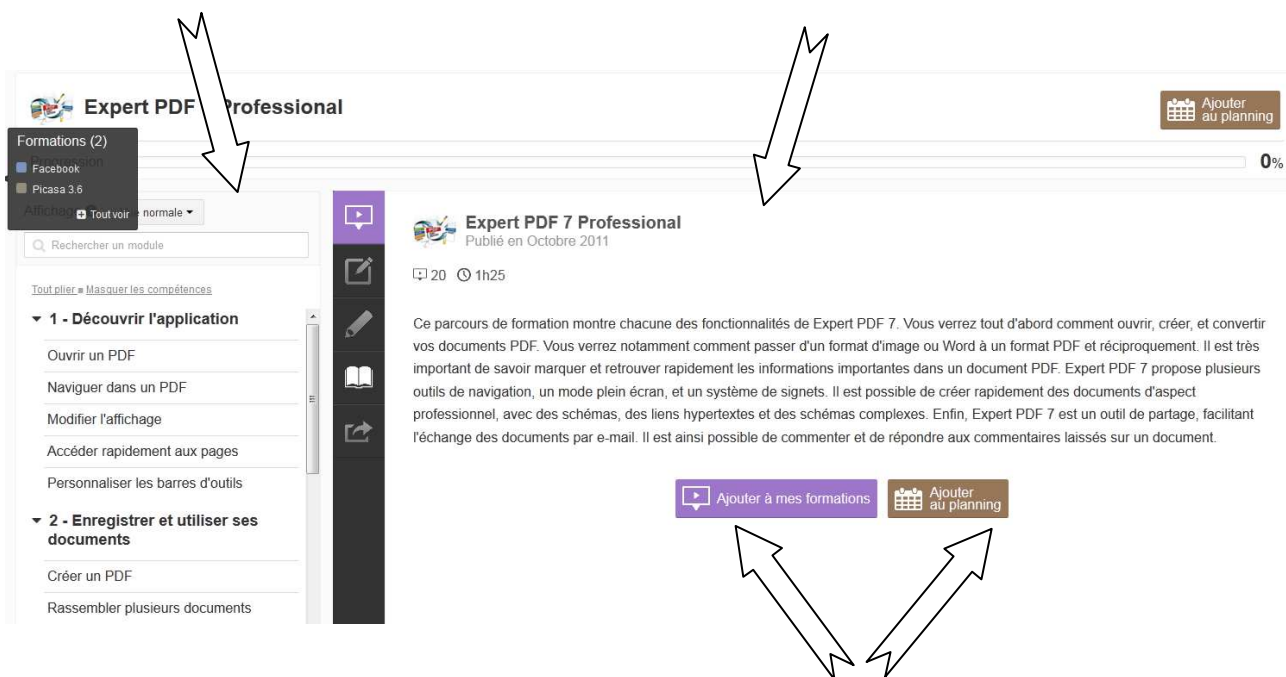 Expert PDF Professional
Ajouter
au planning
Formations (2)
Facebook
Picasa 3.6
Tout voir
Progression
0%
normale
Rechercher un module
Tout plier Masquer les compétences
1 - Découvrir l'application
Ouvrir un PDF
Naviguer dans un PDF
Modifier l'affichage
Accéder rapidement aux pages
Personnaliser les barres d'outils
2 - Enregistrer et utiliser ses
documents
Créer un PDF
Rassembler plusieurs documents
Expert PDF 7 Professional
Publié en Octobre 2011
20 1h25
Ce parcours de formation montre chacune des fonctionnalités de Expert PDF 7. Vous verrez tout d'abord comment ouvrir, créer, et convertir
vos documents PDF. Vous verrez notamment comment passer d'un format d'image ou Word à un format PDF et réciproquement. Il est très
important de savoir marquer et retrouver rapidement les informations importantes dans un document PDF. Expert PDF 7 propose plusieurs
outils de navigation, un mode plein écran, et un système de signets. Il est possible de créer rapidement des documents d'aspect
professionnel, avec des schémas, des liens hypertextes et des schémas complexes. Enfin, Expert PDF 7 est un outil de partage, facilitant
l'échange des documents par e-mail. Il est ainsi possible de commenter et de répondre aux commentaires laissés sur un document.
Ajouter à mes formations
Ajouter
au planning